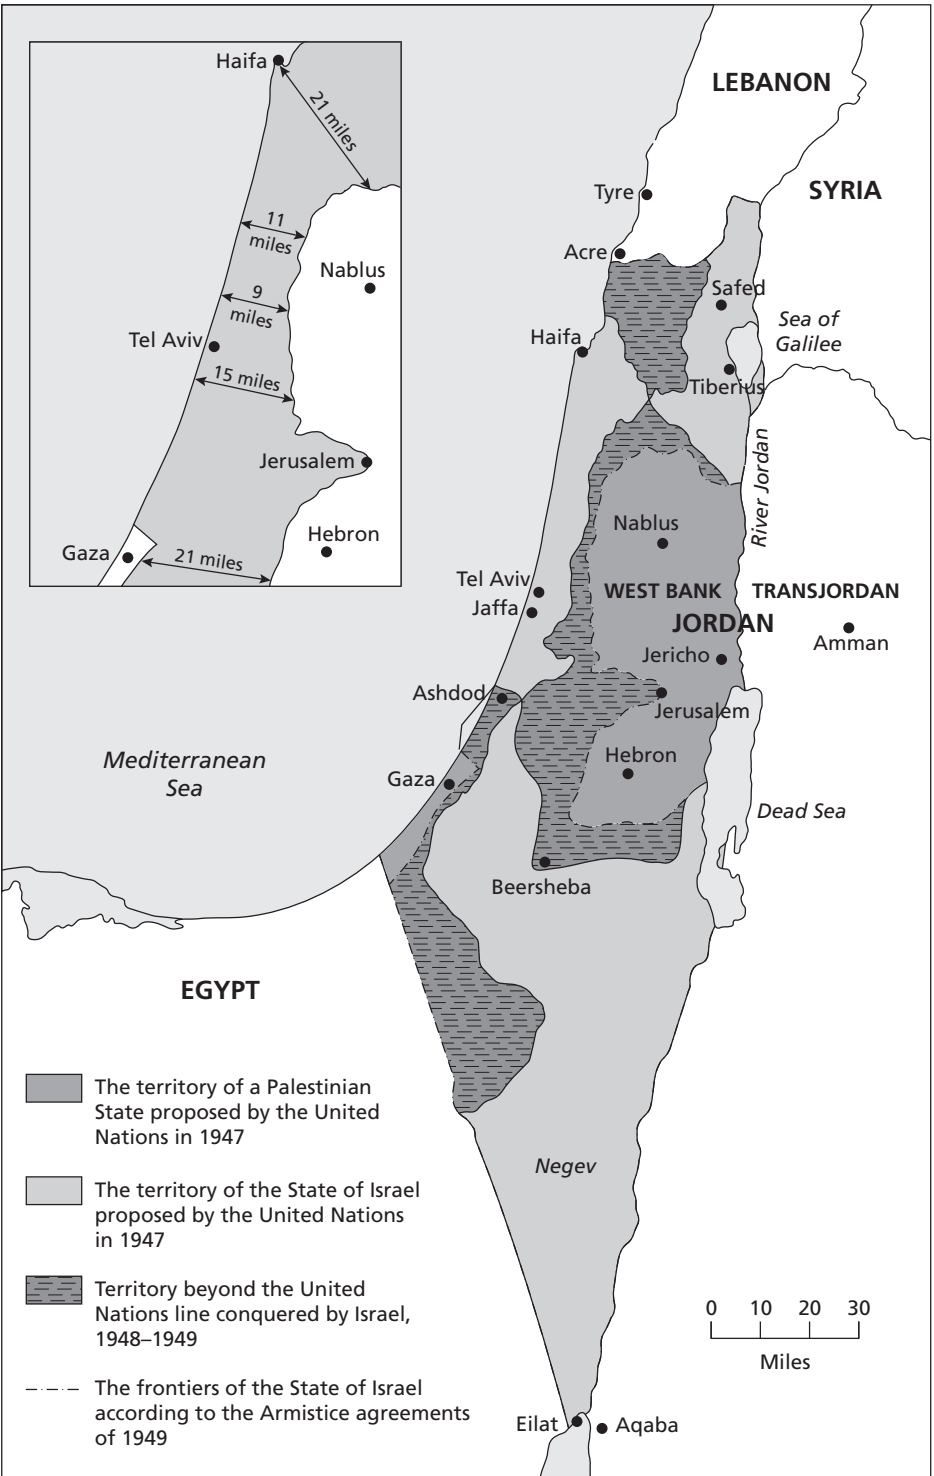 Haifa
21 miles
11
miles
Nablus
9
miles
Tel Aviv
15 miles
Jerusalem
Hebron
Gaza
21 miles
LEBANON
SYRIA
Tyre
Acre
Safed
Sea of
Galilee
Haifa
Tiberius
River Jordan
Nablus
Tel Aviv
Jaffa
WEST BANK
TRANSJORDAN
JORDAN
Amman
Jericho
Ashdod
Jerusalem
Mediterranean
Sea
Hebron
Gaza
Dead Sea
Beersheba
EGYPT
The territory of a Palestinian
State proposed by the United
Nations in 1947
Negev
The territory of the State of Israel
proposed by the United Nations
in 1947
Territory beyond the United
Nations line conquered by Israel,
1948–1949
0 10 20 30
Miles
The frontiers of the State of Israel
according to the Armistice agreements
of 1949
Eilat
Aqaba